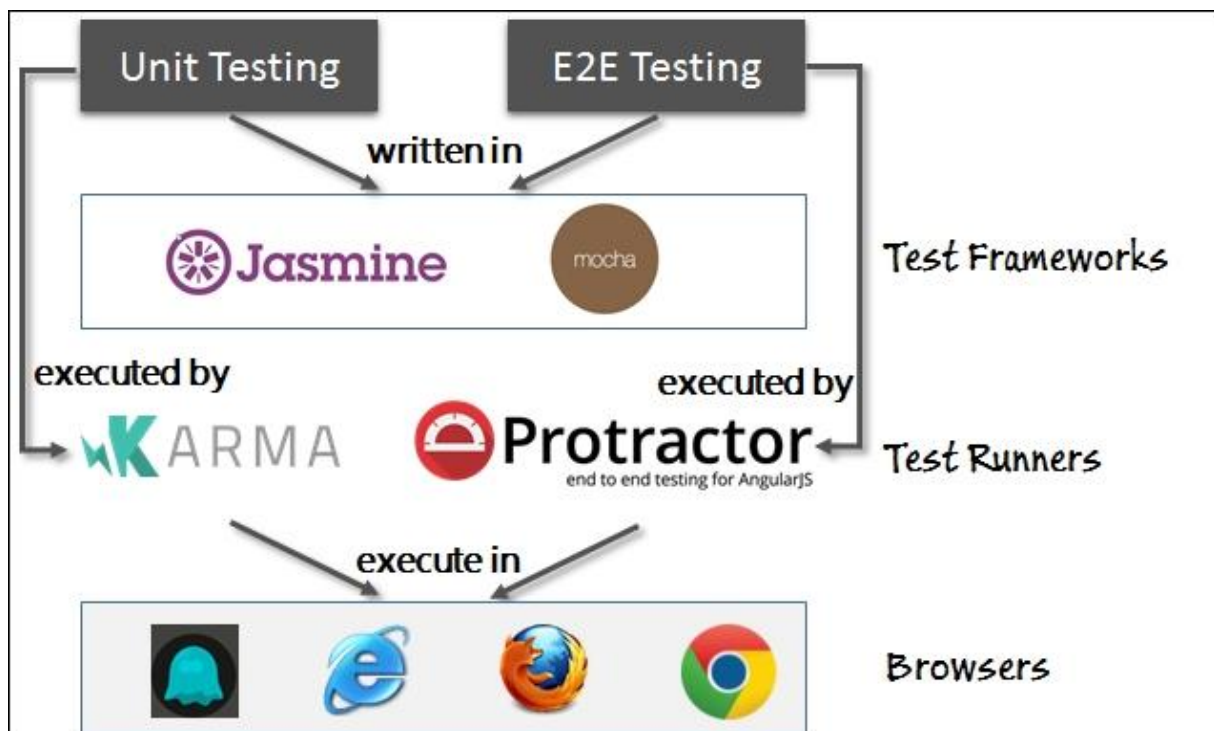 Unit Testing
E2E Testing
written in
Jasmine
mocha
Test Frameworks
executed by
executed by
KARMA
Protractor
end to end testing for AngularJS
Test Runners
execute in
Browsers